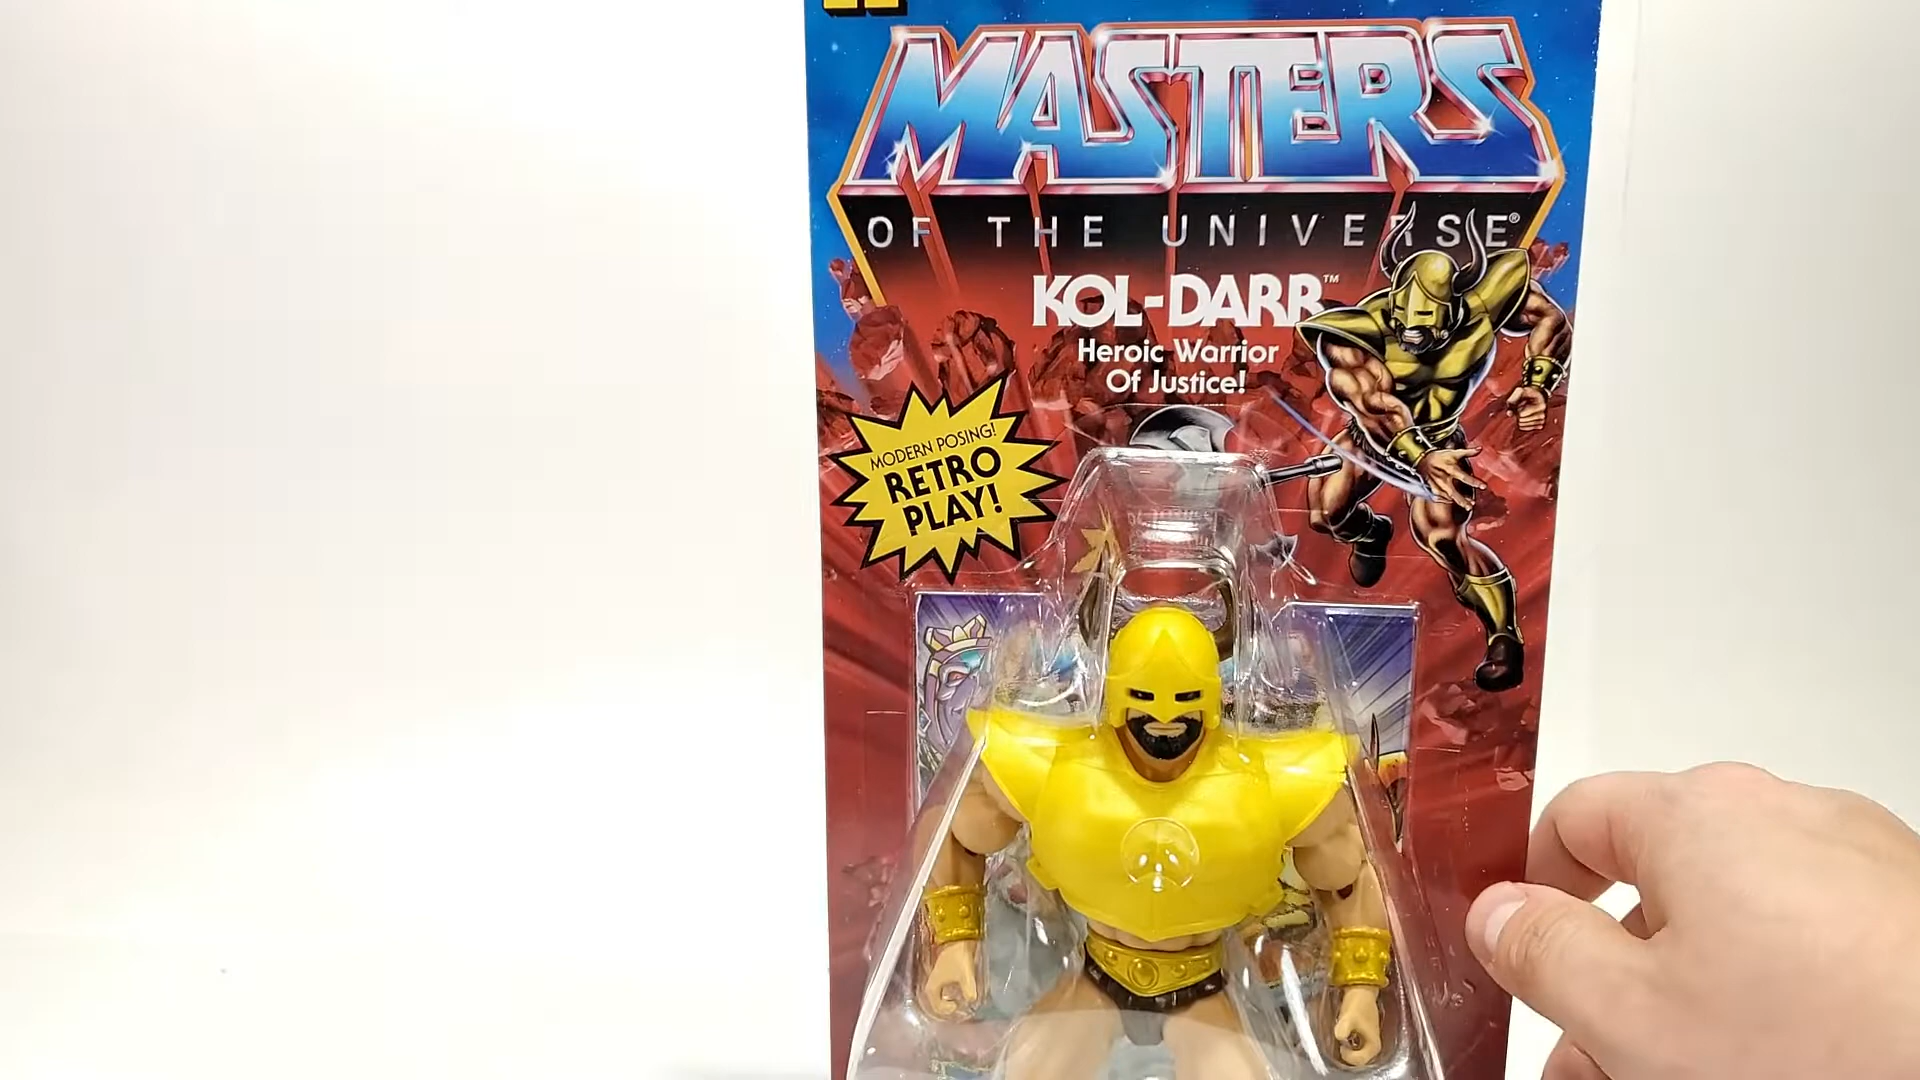 MASTERS
OF THE UNIVERSE®
KOL-DARR™
Heroic Warrior
Of Justice!
MODERN POSING!
RETRO
PLAY!